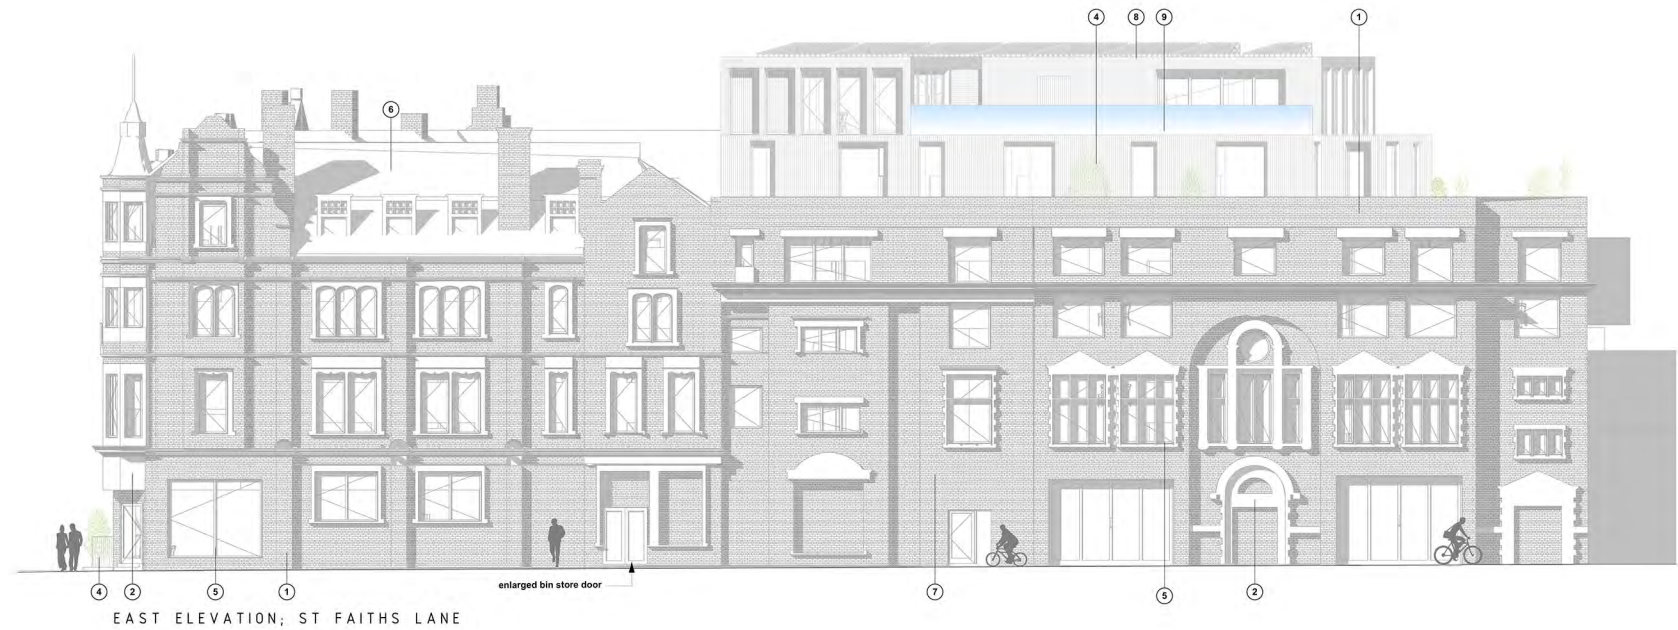 4 8 9 1
6
enlarged bin store door
4 2 5 1 7 5 2
EAST ELEVATION; ST FAITHS LANE